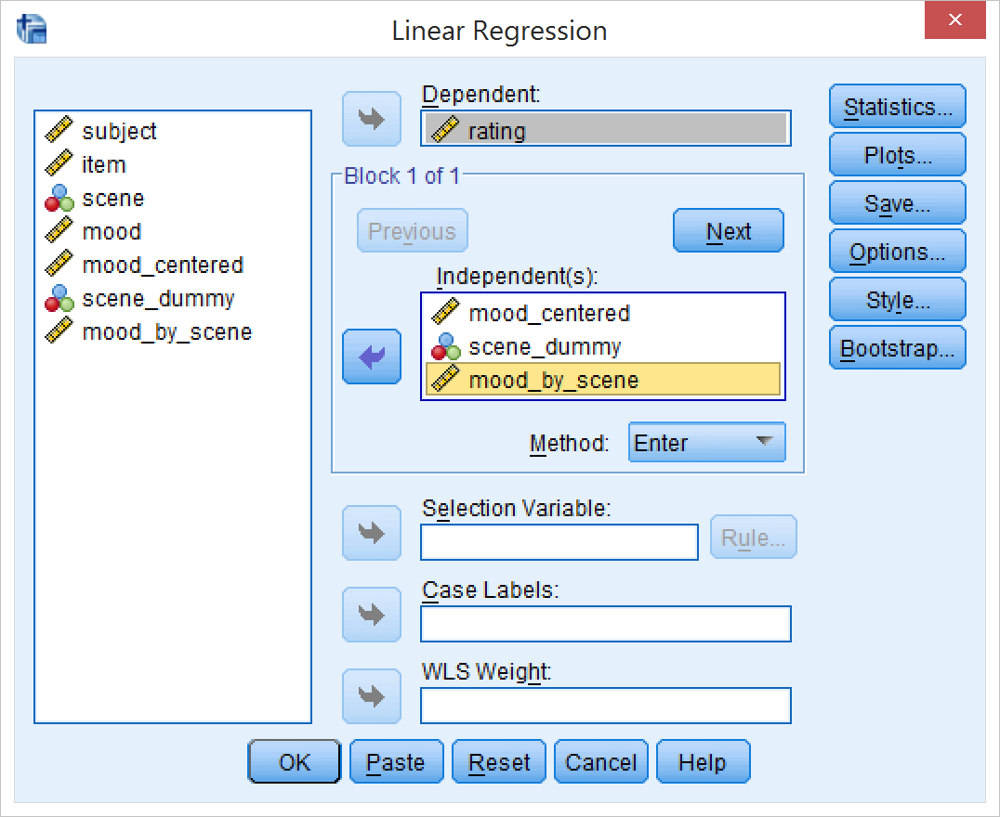 Linear Regression
subject
item
scene
mood
mood_centered
scene_dummy
mood_by_scene
Dependent:
rating
Block 1 of 1
Previous
Next
Independent(s):
mood_centered
scene_dummy
mood_by_scene
Method:
Enter
Selection Variable:
Rule...
Case Labels:
WLS Weight:
Statistics...
Plots...
Save...
Options...
Style...
Bootstrap...
OK
Paste
Reset
Cancel
Help